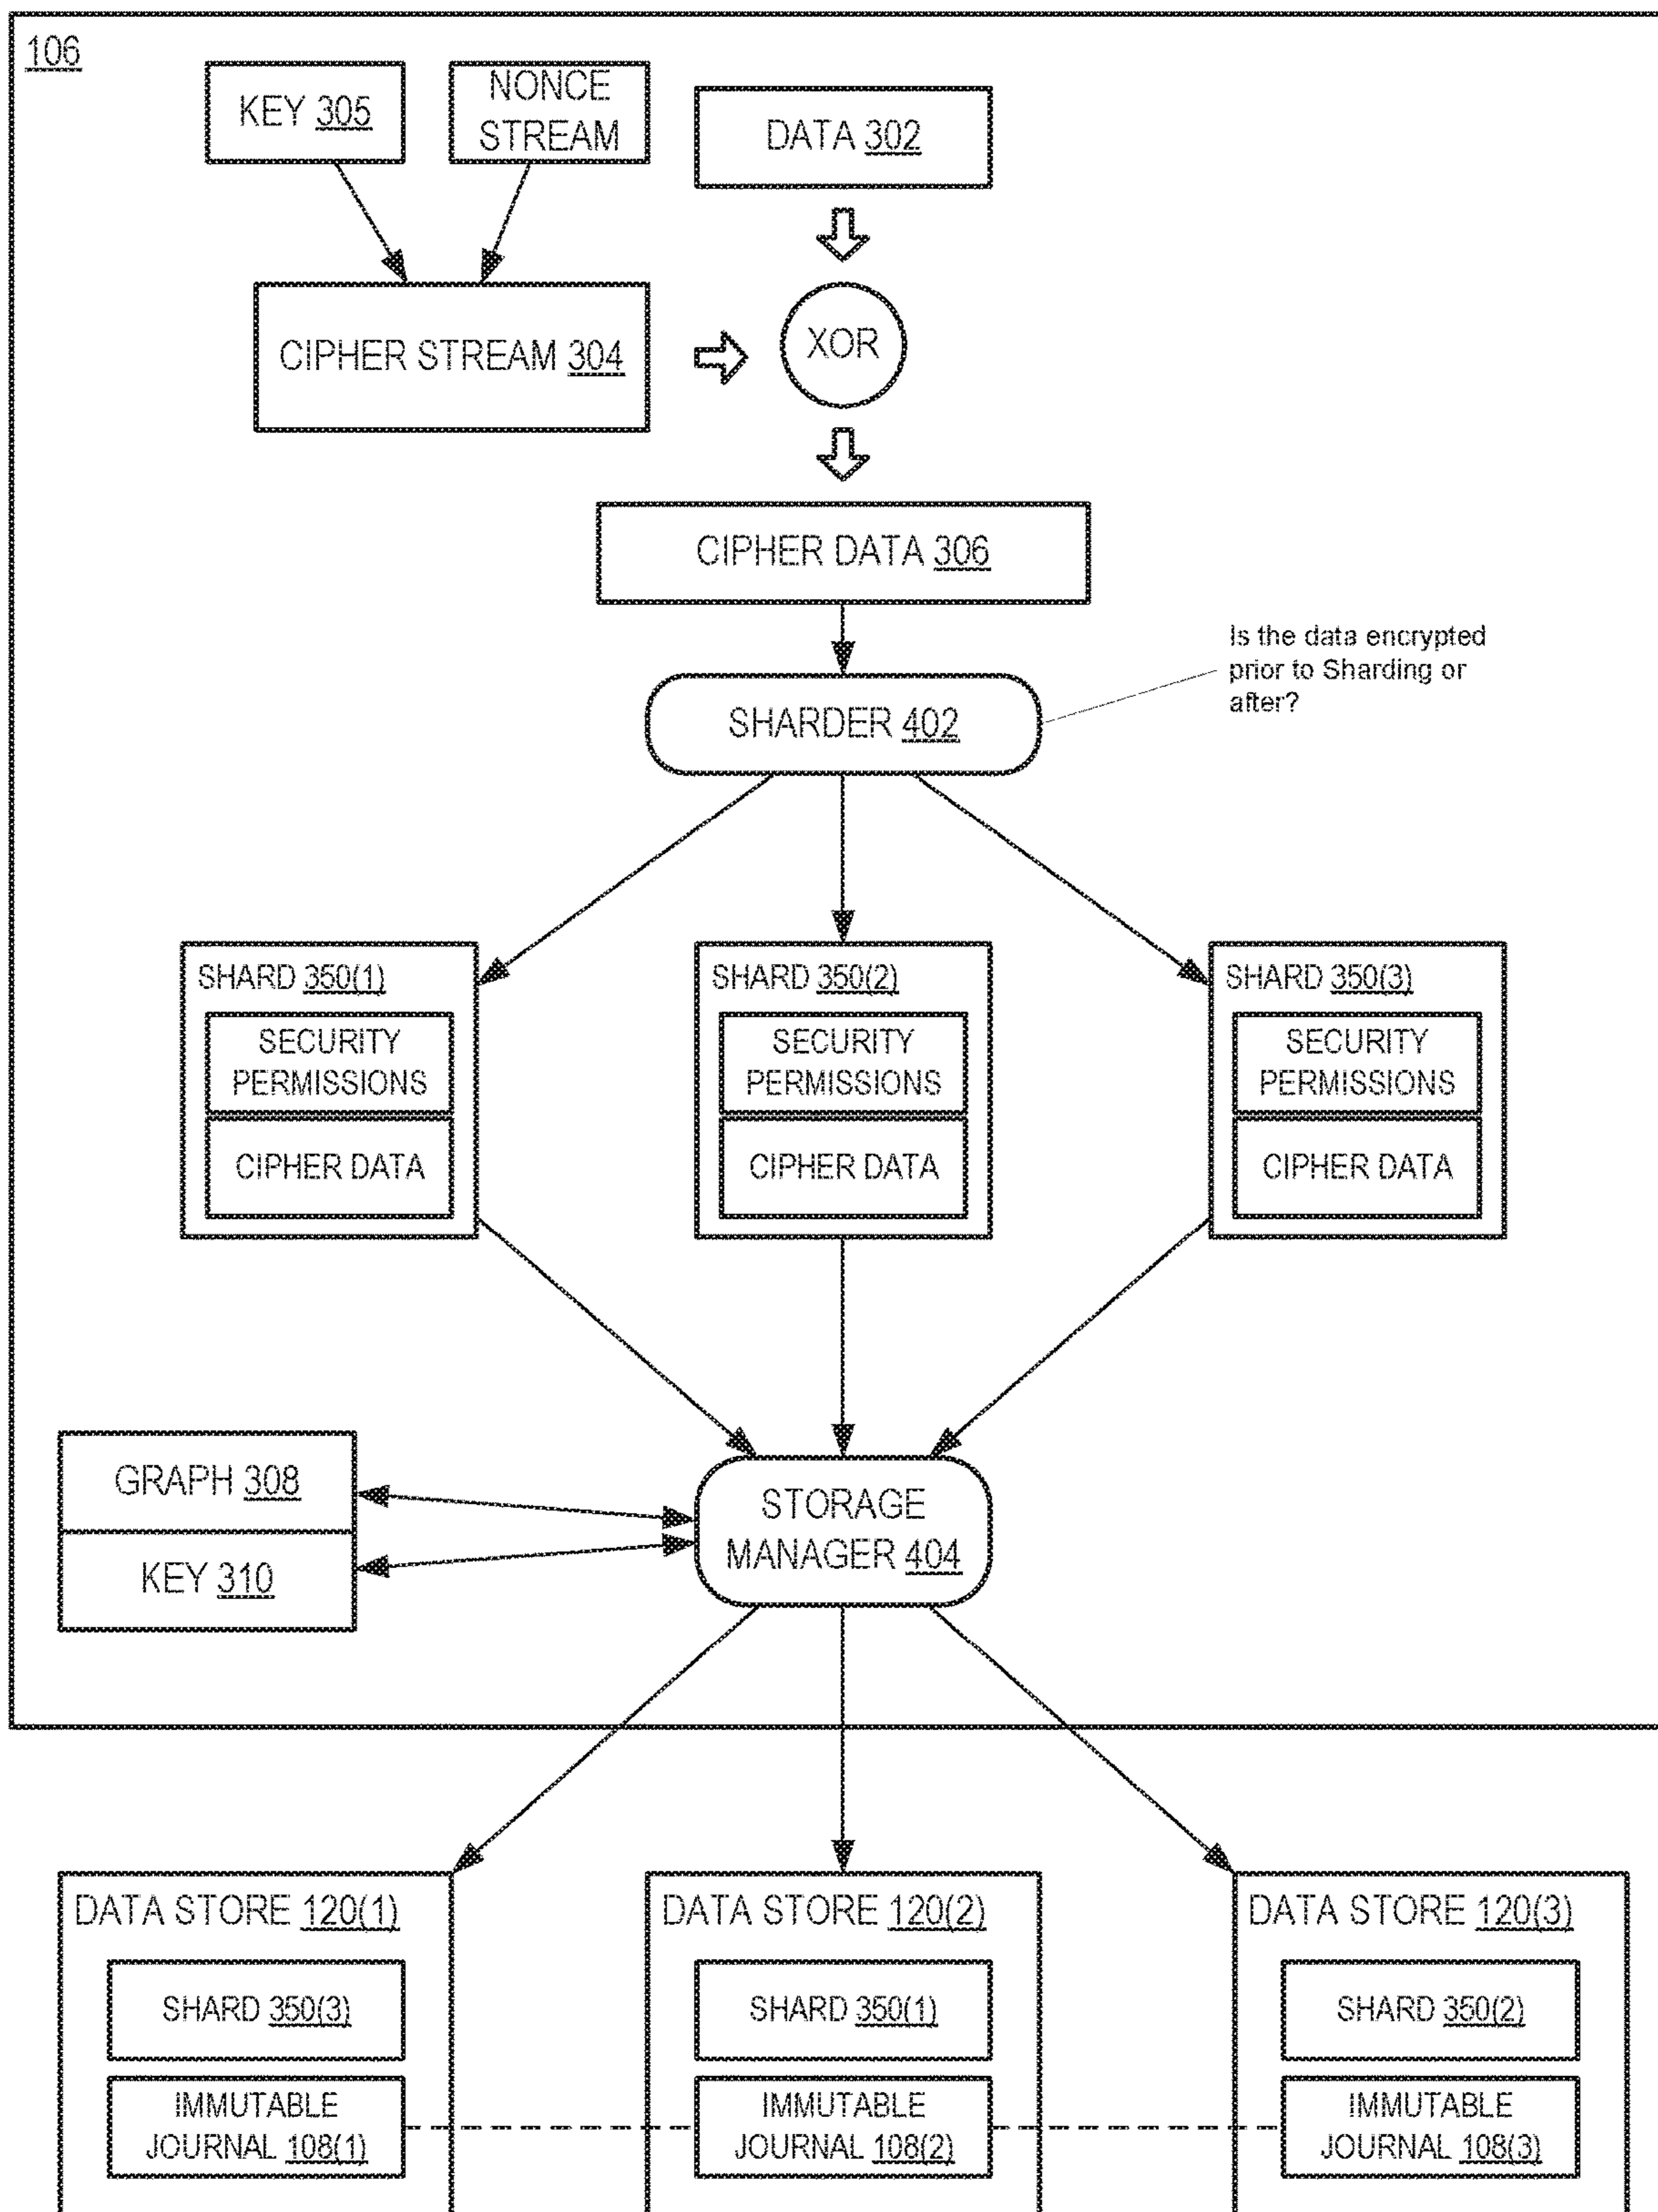 106
KEY 305
NONCE
STREAM
DATA 302
CIPHER STREAM 304
XOR
CIPHER DATA 306
Is the data encrypted
prior to Sharding or
after?
SHARDER 402
SHARD 350(1)
SECURITY
PERMISSIONS
CIPHER DATA
SHARD 350(2)
SECURITY
PERMISSIONS
CIPHER DATA
SHARD 350(3)
SECURITY
PERMISSIONS
CIPHER DATA
GRAPH 308
KEY 310
STORAGE
MANAGER 404
DATA STORE 120(1)
SHARD 350(3)
IMMUTABLE
JOURNAL 108(1)
DATA STORE 120(2)
SHARD 350(1)
IMMUTABLE
JOURNAL 108(2)
DATA STORE 120(3)
SHARD 350(2)
IMMUTABLE
JOURNAL 108(3)